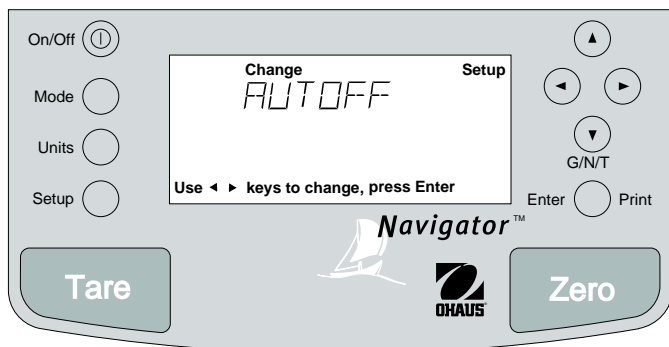 On/Off
Mode
Units
Setup
Change Setup
AUTOFF
Use ◄ ► keys to change, press Enter
G/N/T
Enter Print
Navigator™
Tare
OHAUS®
Zero